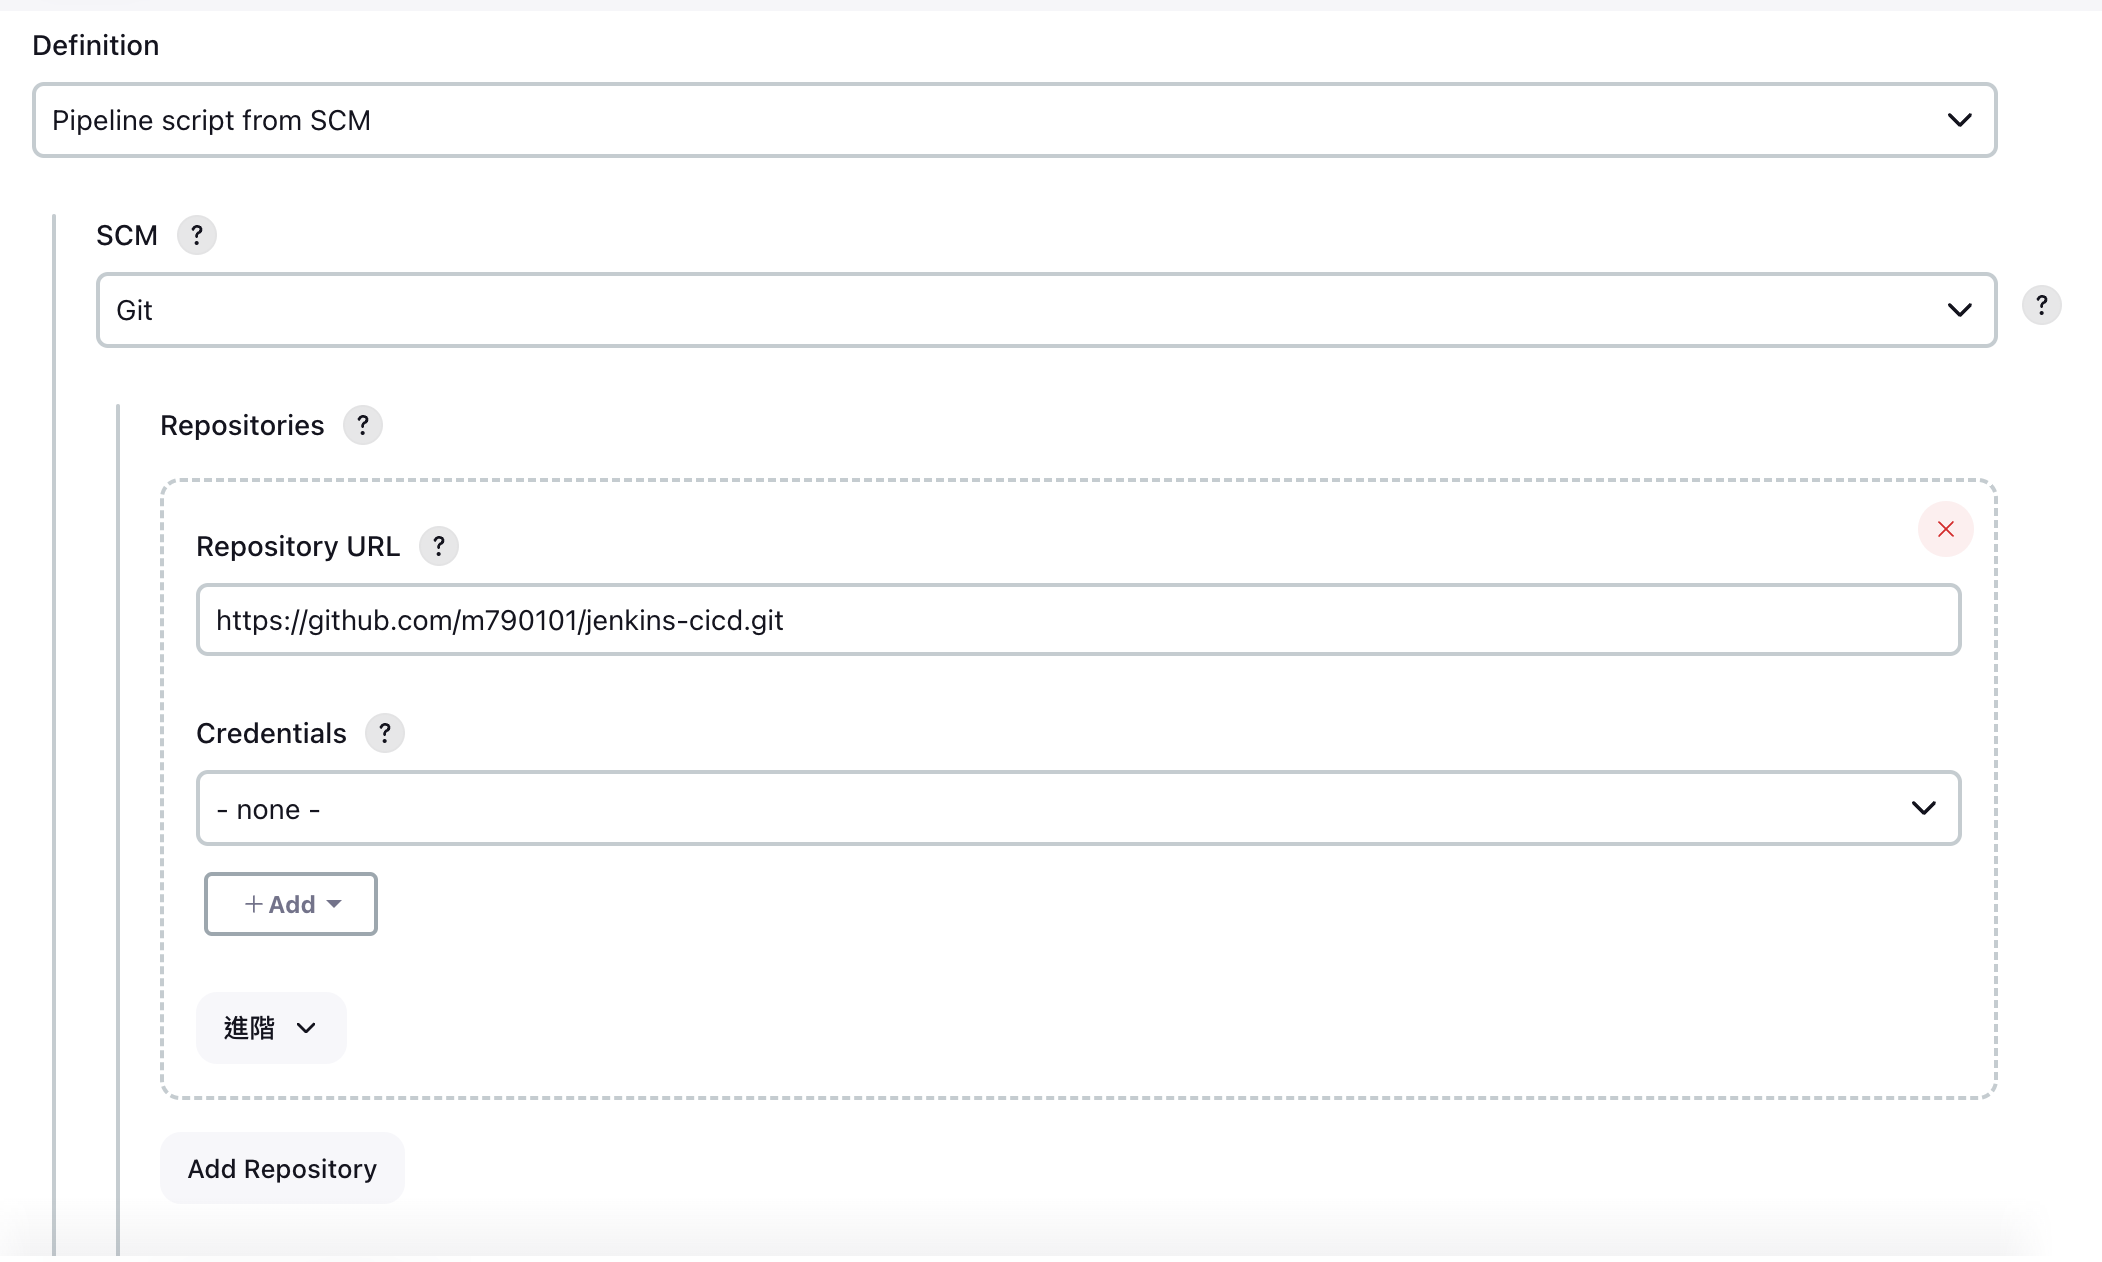 Definition
Pipeline script from SCM
SCM ?
Git
?
Repositories ?
Repository URL ?
https://github.com/m790101/jenkins-cicd.git
Credentials ?
- none -
+ Add
進階
Add Repository